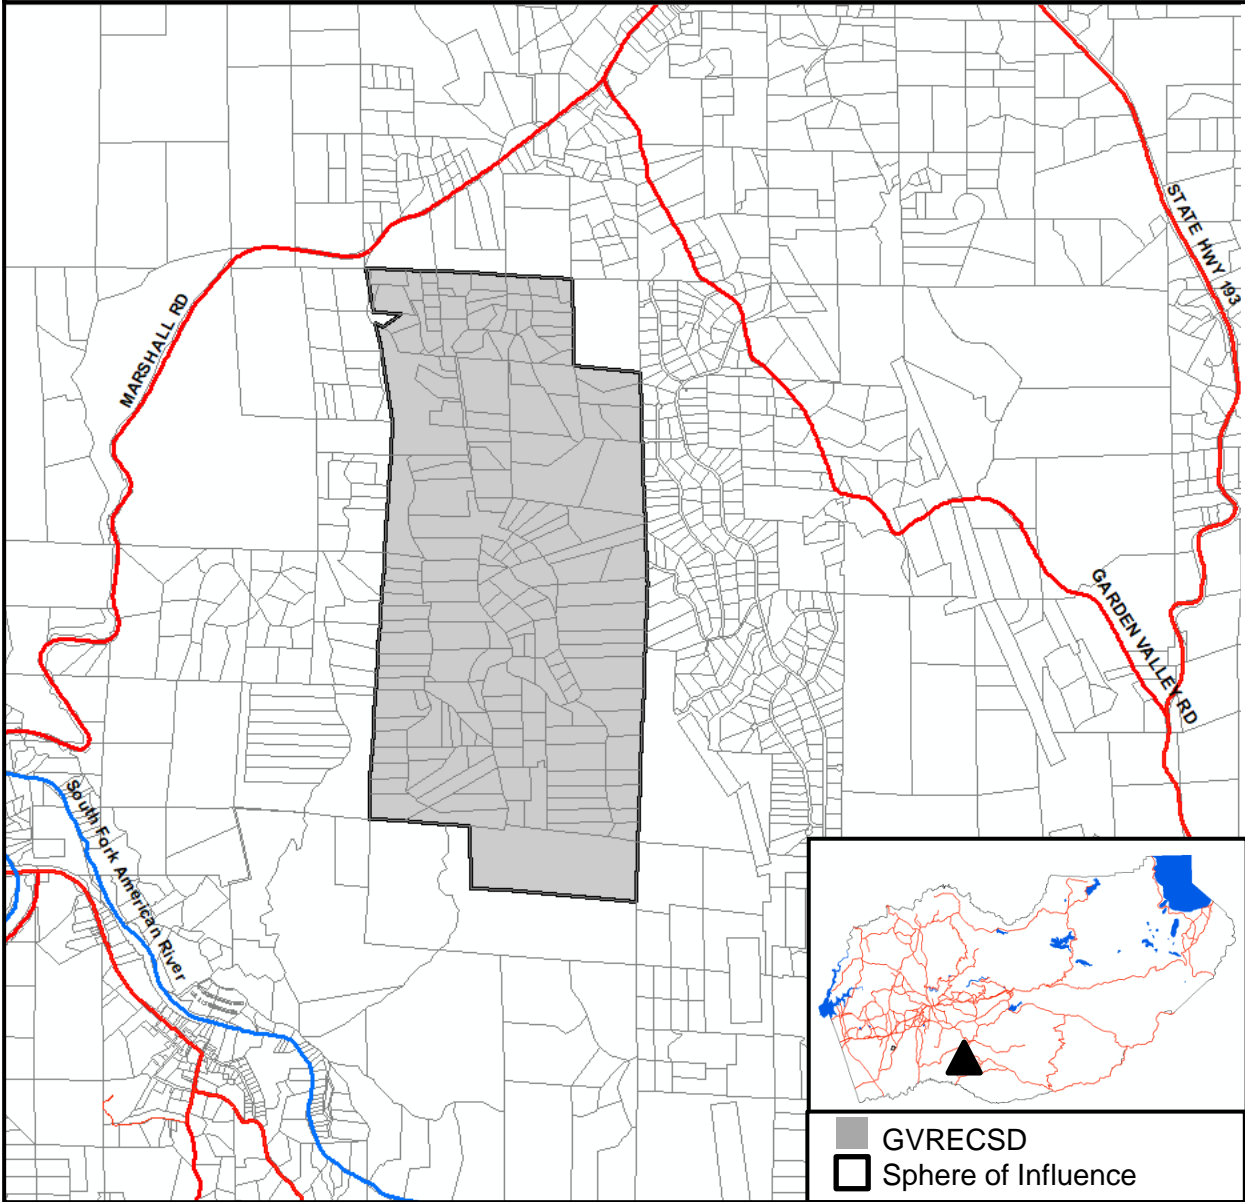 STATE HWY 193
MARSHALL RD
GARDEN VALLEY RD
South Fork American River
GVRECSD
Sphere of Influence